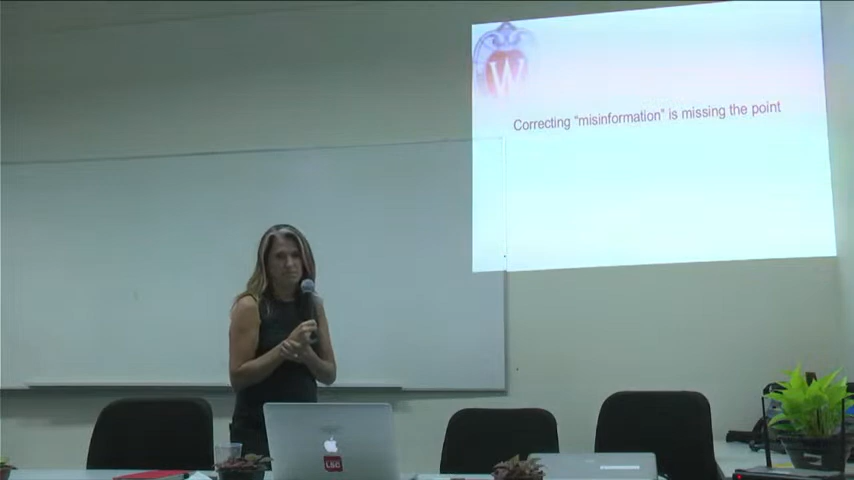 W
Correcting “misinformation” is missing the point